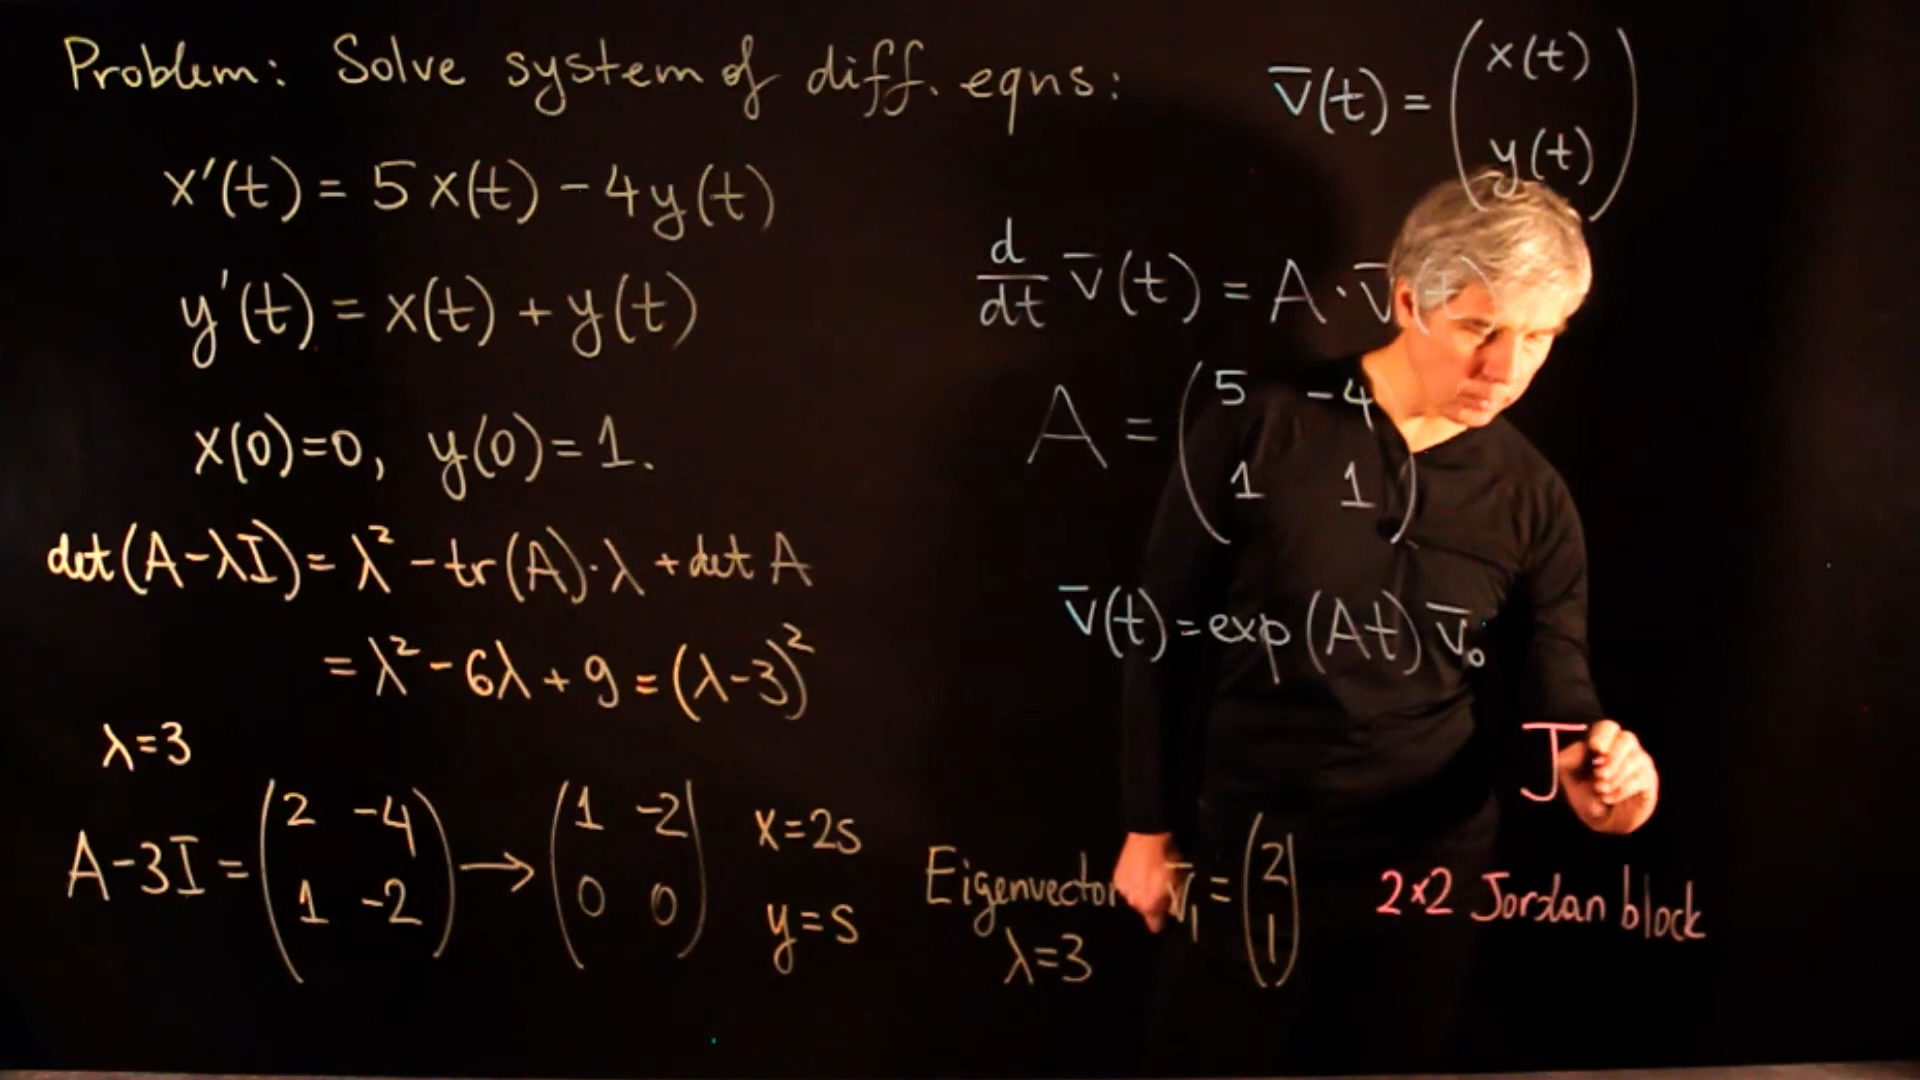 Problem: Solve system of diff. eqns:
x'(t) = 5x(t) - 4y(t)
y'(t) = x(t) + y(t)
x(0)=0, y(0)=1.
det(A-λI) = λ² - tr(A)·λ + det A
= λ² - 6λ + 9 = (λ-3)²
λ=3
A-3I = (2 -4
1 -2) → (1 -2
0 0)
x=2s
y=s
v̄(t) = (x(t)
y(t))
d/dt v̄(t) = A·v̄(t)
A = (5 -4
1 1)
v̄(t) = exp(At) v̄₀
Eigenvector v̄₁ = (2
1)
λ=3
J
2×2 Jordan block